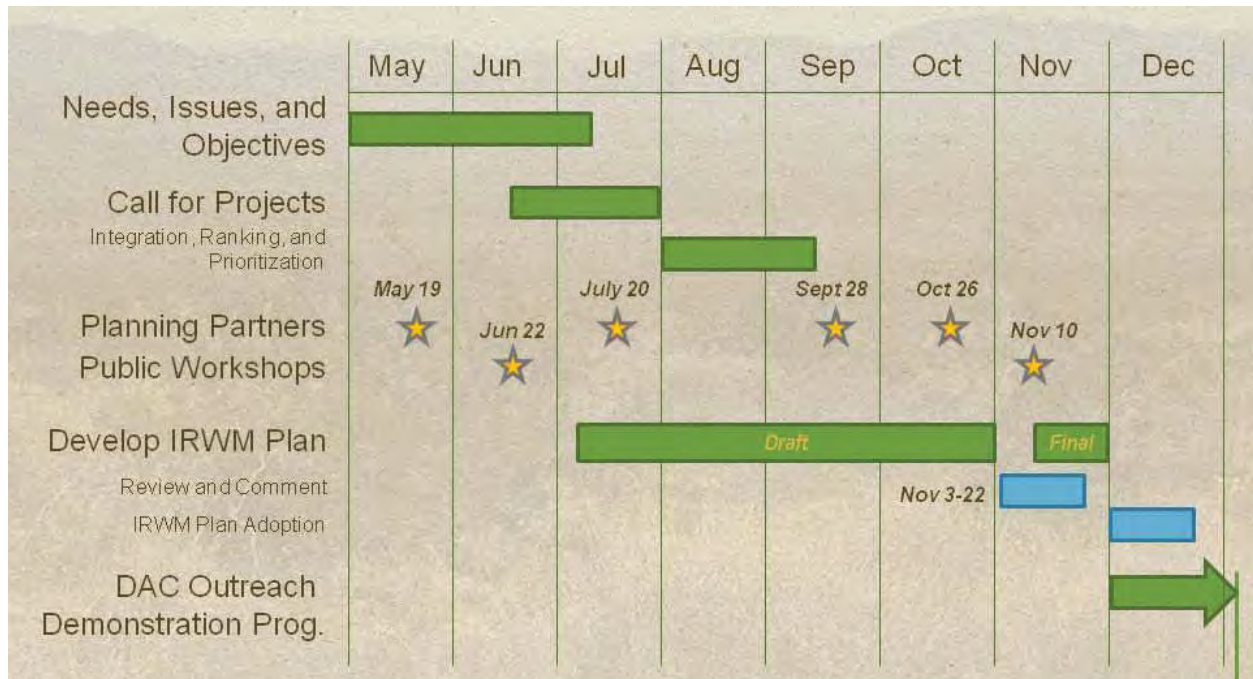 May Jun Jul Aug Sep Oct Nov Dec
Needs, Issues, and
Objectives
Call for Projects
Integration, Ranking, and
Prioritization
May 19 July 20 Sept 28 Oct 26
Planning Partners
Jun 22 Nov 10
Public Workshops
Develop IRWM Plan Draft Final
Review and Comment
Nov 3-22
IRWM Plan Adoption
DAC Outreach
Demonstration Prog.